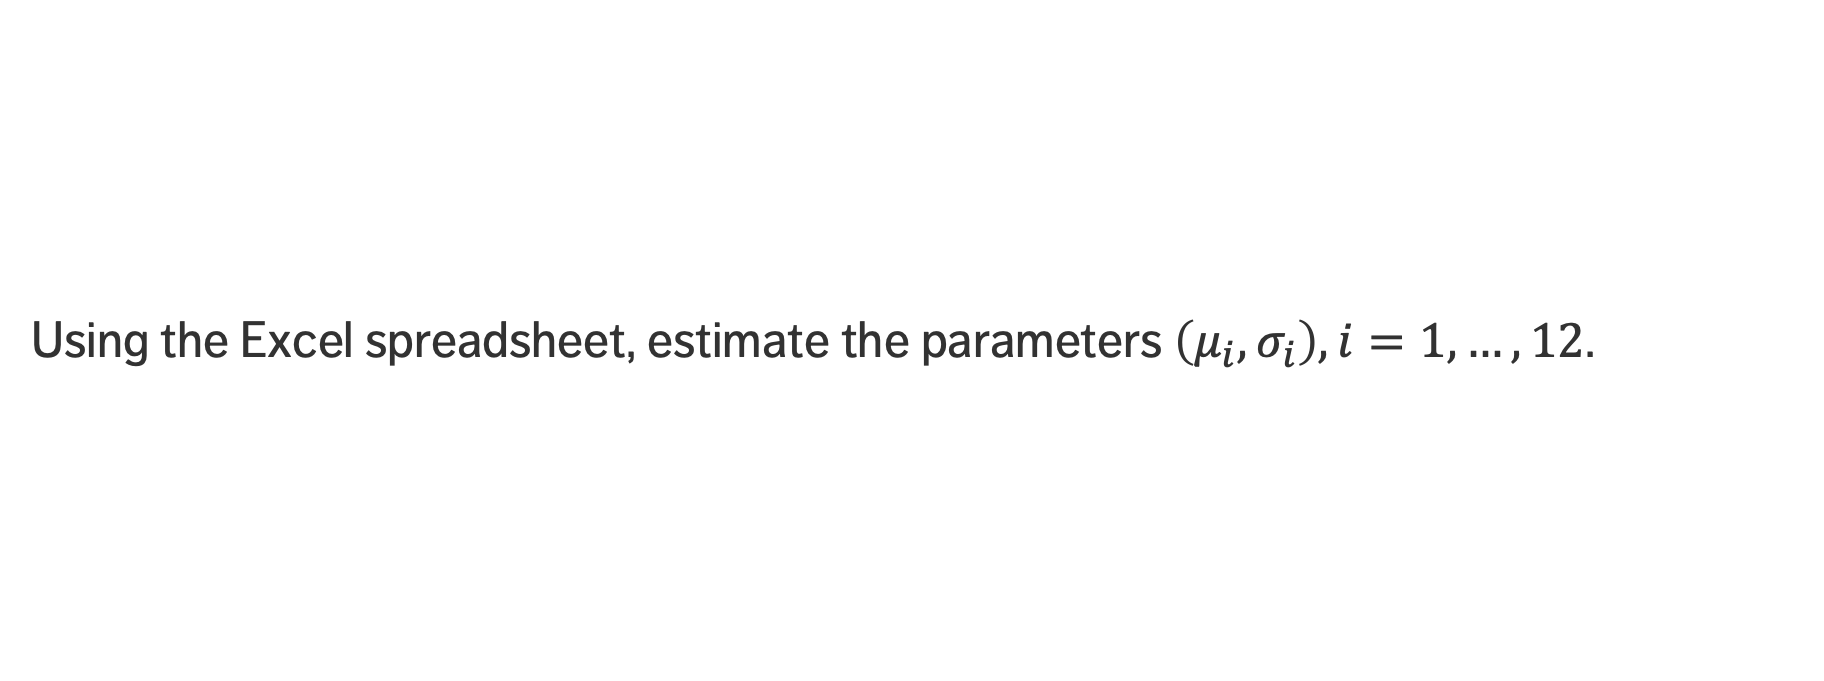 Using the Excel spreadsheet, estimate the parameters (μᵢ, σᵢ), i = 1, … , 12.